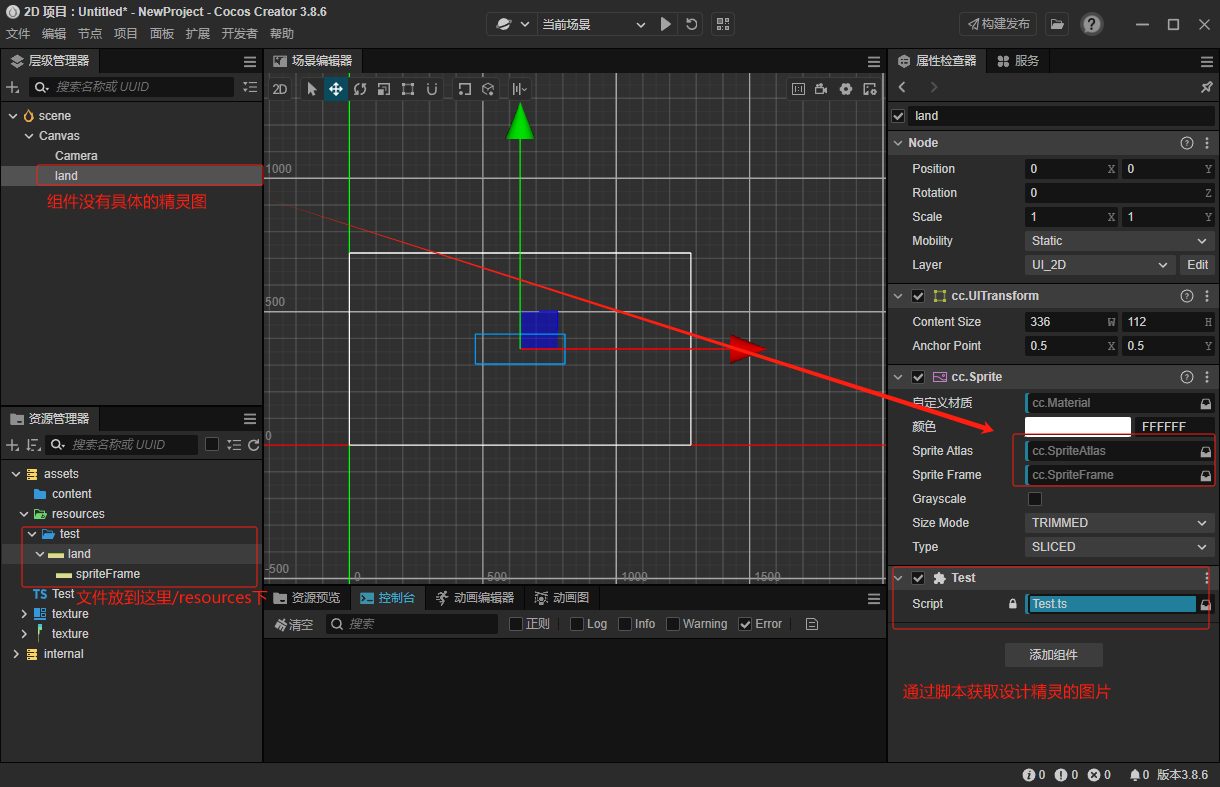 2D 项目 : Untitled* - NewProject - Cocos Creator 3.8.6
文件 编辑 节点 项目 面板 扩展 开发者 帮助
当前场景
构建发布
层级管理器
搜索名称或 UUID
scene
Canvas
Camera
land
组件没有具体的精灵图
资源管理器
搜索名称或 UUID
assets
content
resources
test
land
spriteFrame
TS Test
文件放到这里/resources下
texture
texture
internal
场景编辑器
2D
1000
500
0
-500
0
500
1000
1500
资源预览 控制台 动画编辑器 动画图
清空 搜索 正则 Log Info Warning Error
属性检查器 服务
land
Node
Position 0 X 0 Y
Rotation 0 Z
Scale 1 X 1 Y
Mobility Static
Layer UI_2D Edit
cc.UITransform
Content Size 336 W 112 H
Anchor Point 0.5 X 0.5 Y
cc.Sprite
自定义材质 cc.Material
颜色 FFFFFF
Sprite Atlas cc.SpriteAtlas
Sprite Frame cc.SpriteFrame
Grayscale
Size Mode TRIMMED
Type SLICED
Test
Script Test.ts
添加组件
通过脚本获取设计精灵的图片
0 0 0 0 版本3.8.6